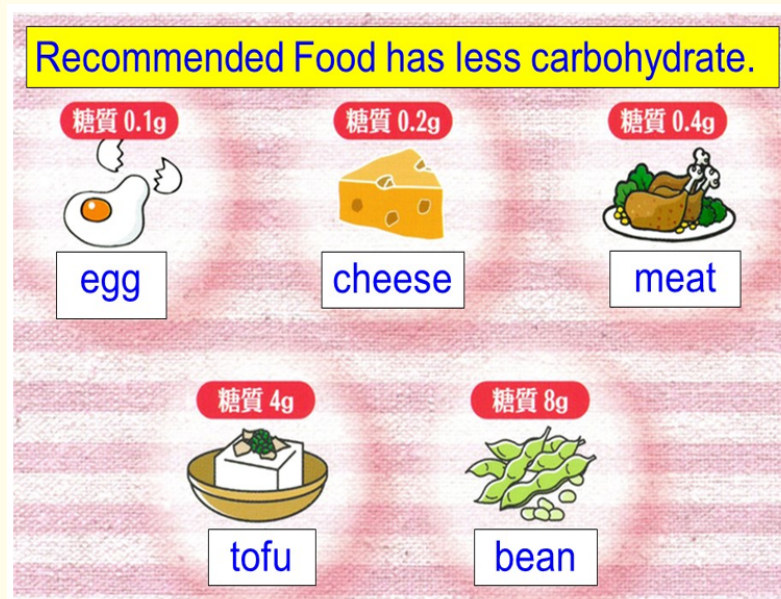 Recommended Food has less carbohydrate.
糖質 0.1g
糖質 0.2g
糖質 0.4g
egg
cheese
meat
糖質 4g
糖質 8g
tofu
bean